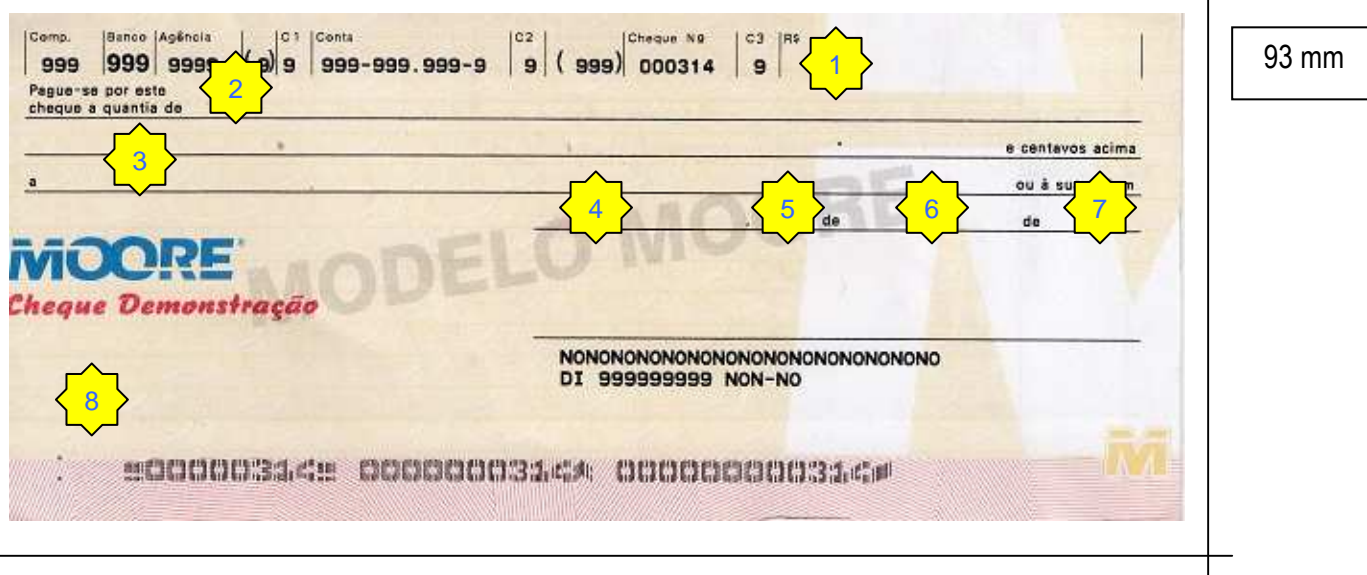 Comp. Banco Agência C1 Conta C2 Cheque Nº C3 R$
999 999 9999 9 999-999.999-9 9 ( 999) 000314 9
1
93 mm
Pague-se por este
cheque a quantia de
2
3
e centavos acima
a
ou à
4 , 5 de 6 de 7
MOORE
MODELO MOORE
Cheque Demonstração
NONONONONONONONONONONONONONONO
DI 999999999 NON-NO
8
M